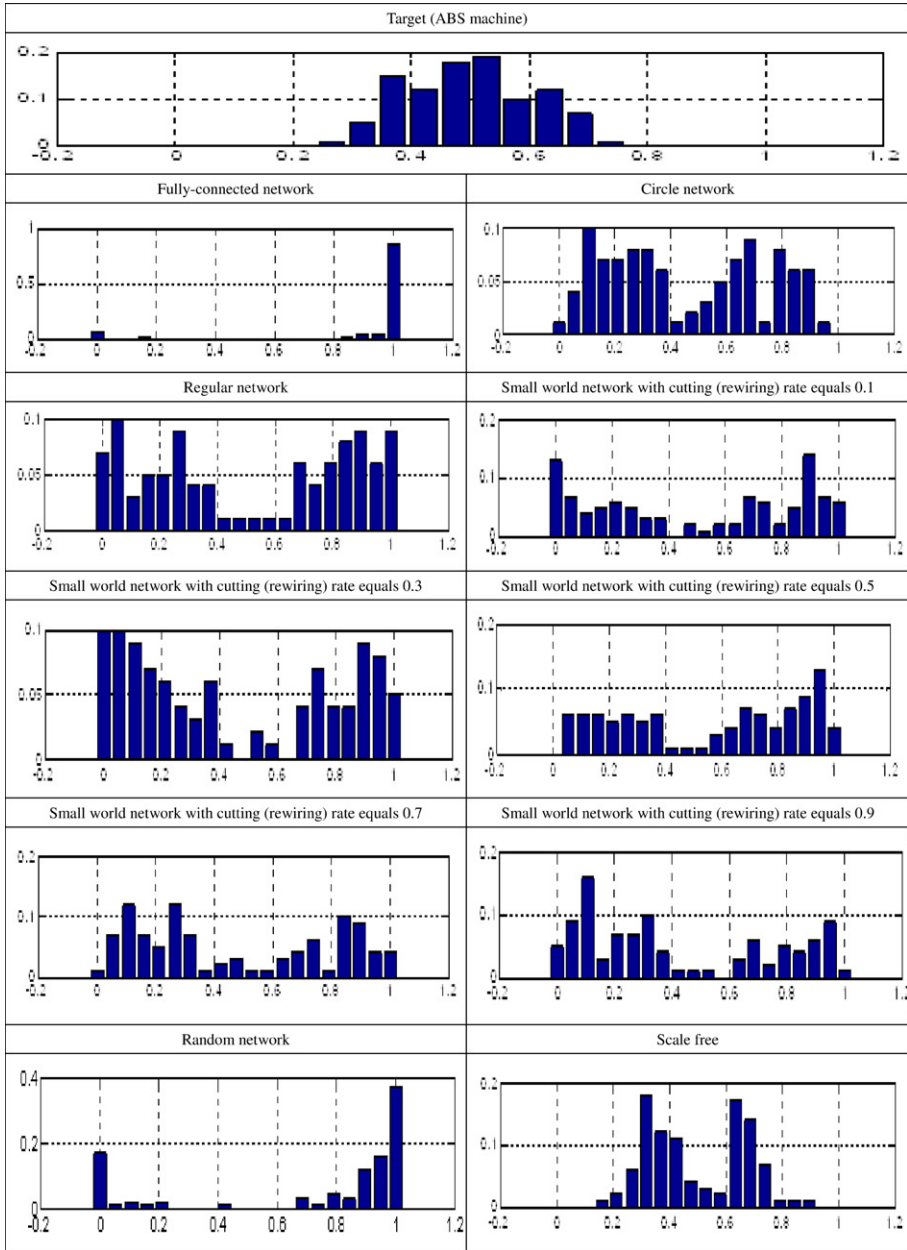 Target (ABS machine)
0.2
0.1
0
-0.2 0 0.2 0.4 0.6 0.8 1 1.2
Fully-connected network
Circle network
1
0.5
0
-0.2 0 0.2 0.4 0.6 0.8 1 1.2
0.1
0.05
0
-0.2 0 0.2 0.4 0.6 0.8 1 1.2
Regular network
Small world network with cutting (rewiring) rate equals 0.1
0.1
0.05
0
-0.2 0 0.2 0.4 0.6 0.8 1 1.2
0.2
0.1
0
-0.2 0 0.2 0.4 0.6 0.8 1 1.2
Small world network with cutting (rewiring) rate equals 0.3
Small world network with cutting (rewiring) rate equals 0.5
0.1
0.05
0
-0.2 0 0.2 0.4 0.6 0.8 1 1.2
0.2
0.1
0
-0.2 0 0.2 0.4 0.6 0.8 1 1.2
Small world network with cutting (rewiring) rate equals 0.7
Small world network with cutting (rewiring) rate equals 0.9
0.2
0.1
0
-0.2 0 0.2 0.4 0.6 0.8 1 1.2
0.2
0.1
0
-0.2 0 0.2 0.4 0.6 0.8 1 1.2
Random network
Scale free
0.4
0.2
0
-0.2 0 0.2 0.4 0.6 0.8 1 1.2
0.2
0.1
0
-0.2 0 0.2 0.4 0.6 0.8 1 1.2